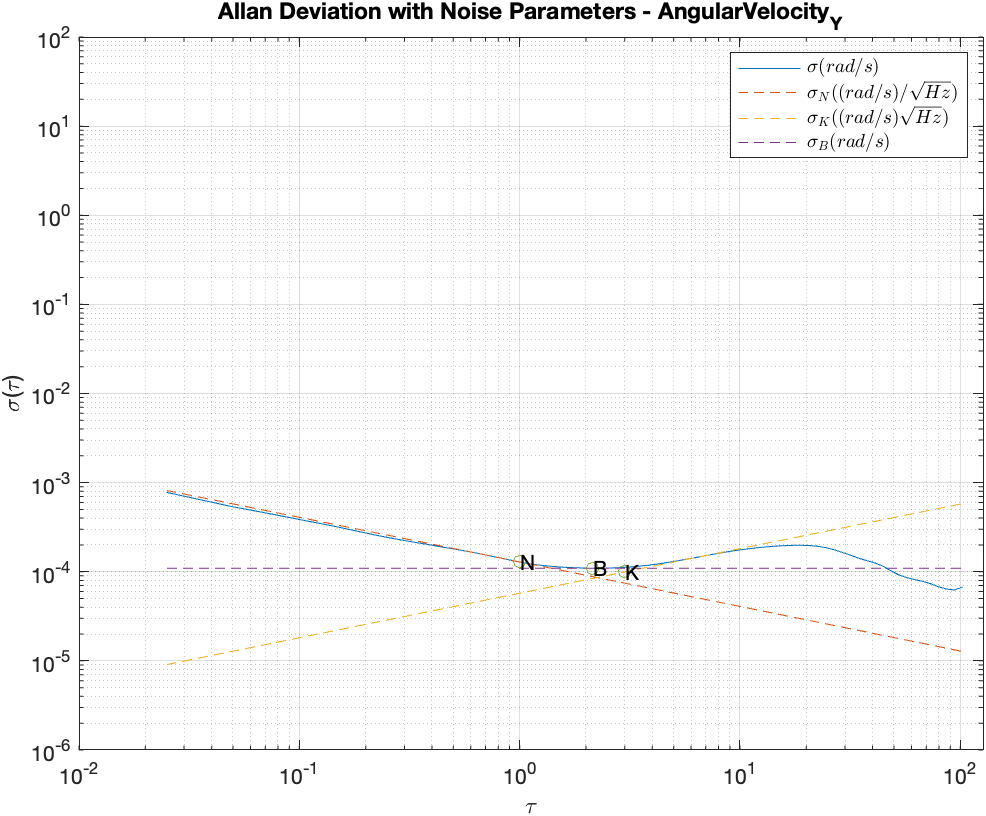 Allan Deviation with Noise Parameters - AngularVelocity_Y
σ(rad/s)
σ_N((rad/s)/√Hz)
σ_K((rad/s)√Hz)
σ_B(rad/s)
10^2
10^1
10^0
10^-1
10^-2
10^-3
10^-4
10^-5
10^-6
σ(τ)
N
B
K
10^-2
10^-1
10^0
10^1
10^2
τ